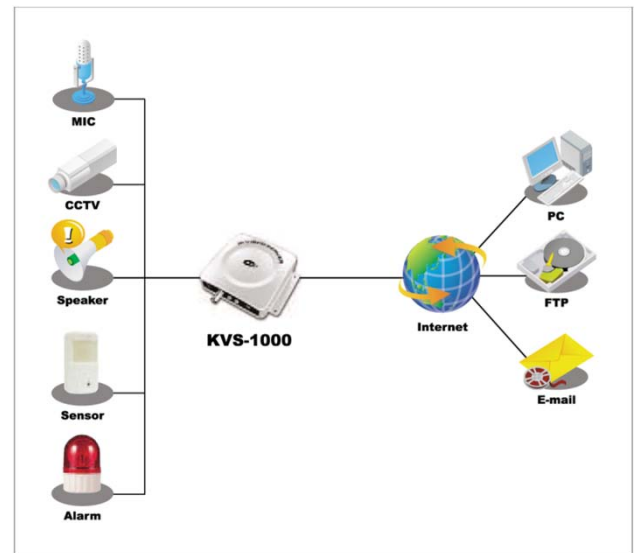 MIC
CCTV
Speaker
Sensor
Alarm
KVS-1000
Internet
PC
FTP
E-mail